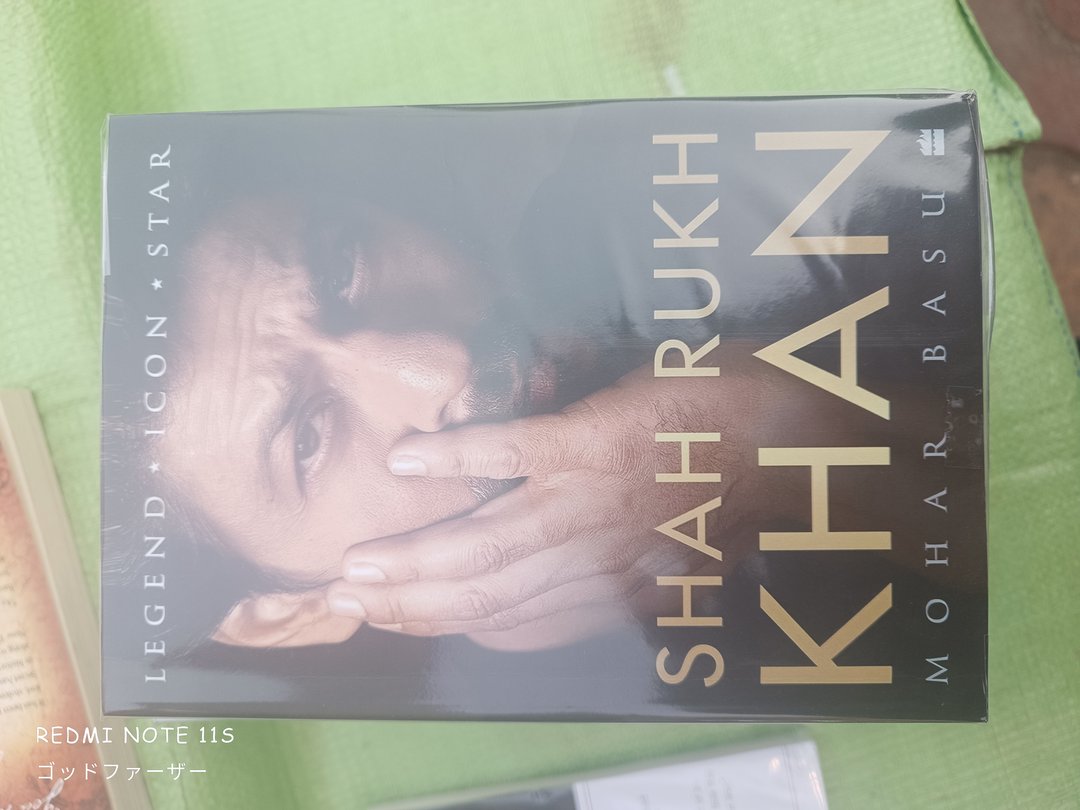 LEGEND ★ ICON ★ STAR
SHAH RUKH
KHAN
MOHAR BASU
REDMI NOTE 11S
ゴッドファーザー